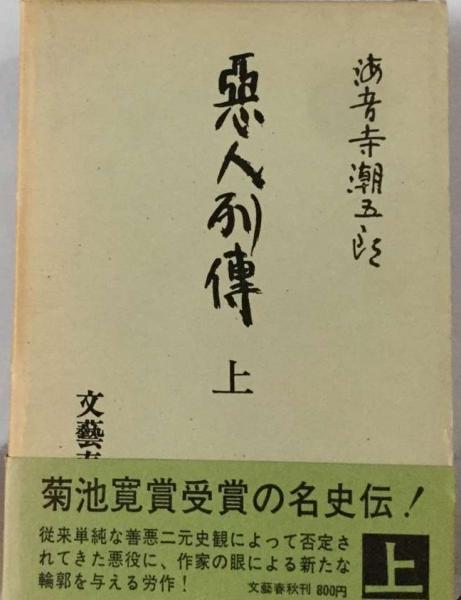 海音寺潮五郎
惡人列傳
上
文藝春
菊池寛賞受賞の名史伝！
従来単純な善悪二元史観によって否定さ
れてきた悪役に、作家の眼による新たな
輪郭を与える労作！
文藝春秋刊 800円
上